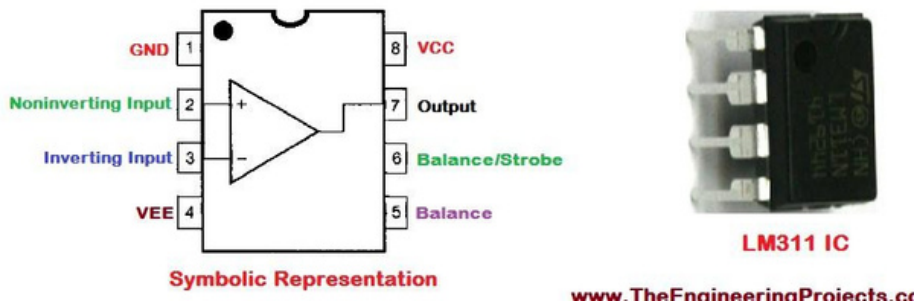 GND 1
8 VCC
Noninverting Input 2 +
7 Output
Inverting Input 3 −
6 Balance/Strobe
VEE 4
5 Balance
Symbolic Representation
LM311N
LM311 IC
www.TheEngineeringProjects.co